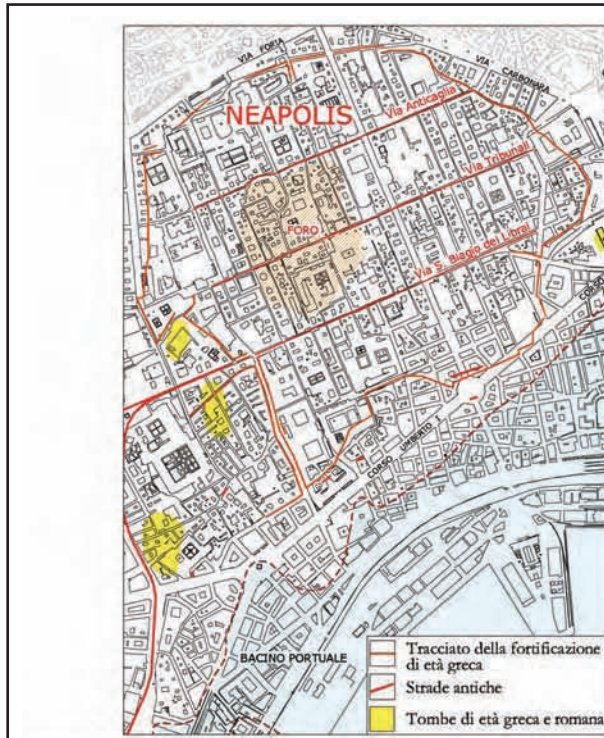 VIA FORIA
VIA CARBONARA
NEAPOLIS
Via Anticaglia
Via Tribunali
FORO
Via S. Biagio dei Librai
CORSO
CORSO UMBERTO I
BACINO PORTUALE
Tracciato della fortificazione
di età greca
Strade antiche
Tombe di età greca e romana